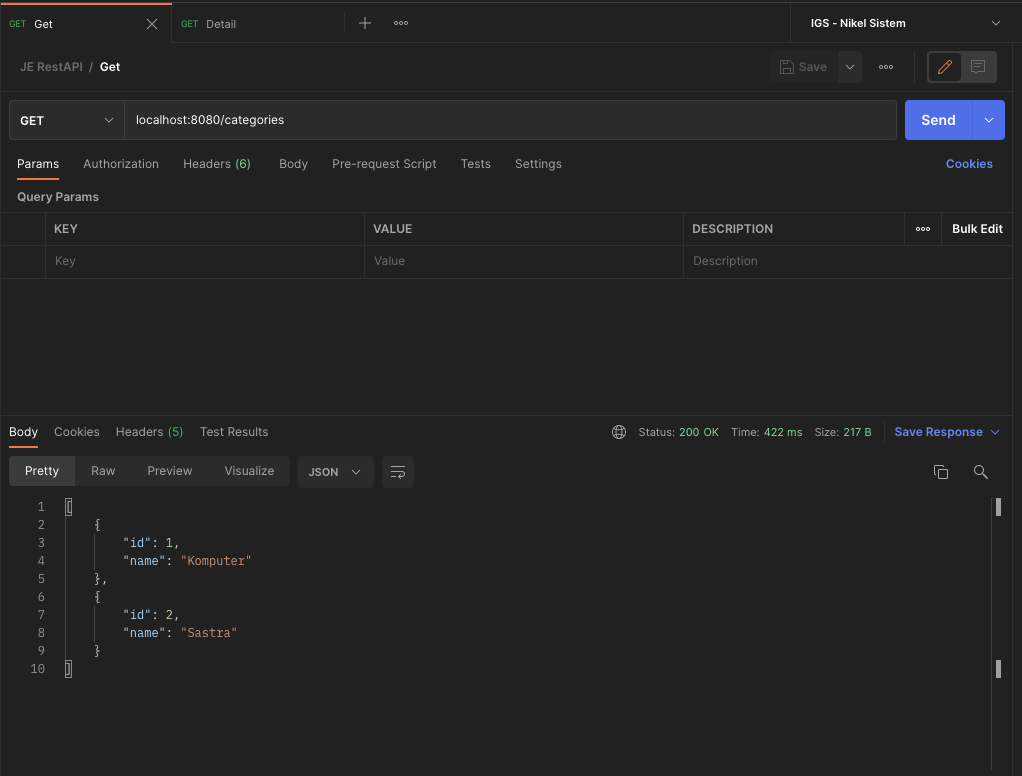 GET Get GET Detail IGS - Nikel Sistem
JE RestAPI / Get Save
GET localhost:8080/categories Send
Params Authorization Headers (6) Body Pre-request Script Tests Settings Cookies
Query Params
KEY VALUE DESCRIPTION Bulk Edit
Key Value Description
Body Cookies Headers (5) Test Results Status: 200 OK Time: 422 ms Size: 217 B Save Response
Pretty Raw Preview Visualize JSON
1 [
2 {
3 "id": 1,
4 "name": "Komputer"
5 },
6 {
7 "id": 2,
8 "name": "Sastra"
9 }
10 ]